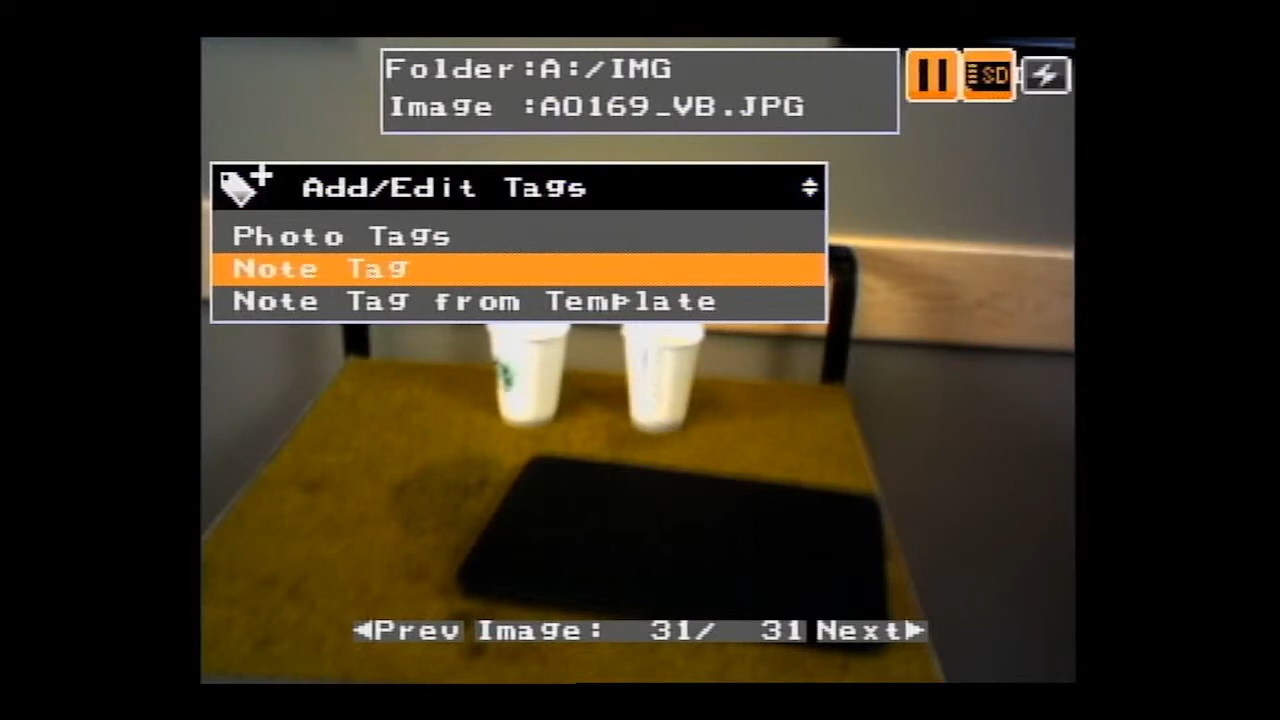 Folder:A:/IMG
Image :A0169_VB.JPG
SD
Add/Edit Tags
Photo Tags
Note Tag
Note Tag from Template
◀Prev Image: 31/ 31 Next▶